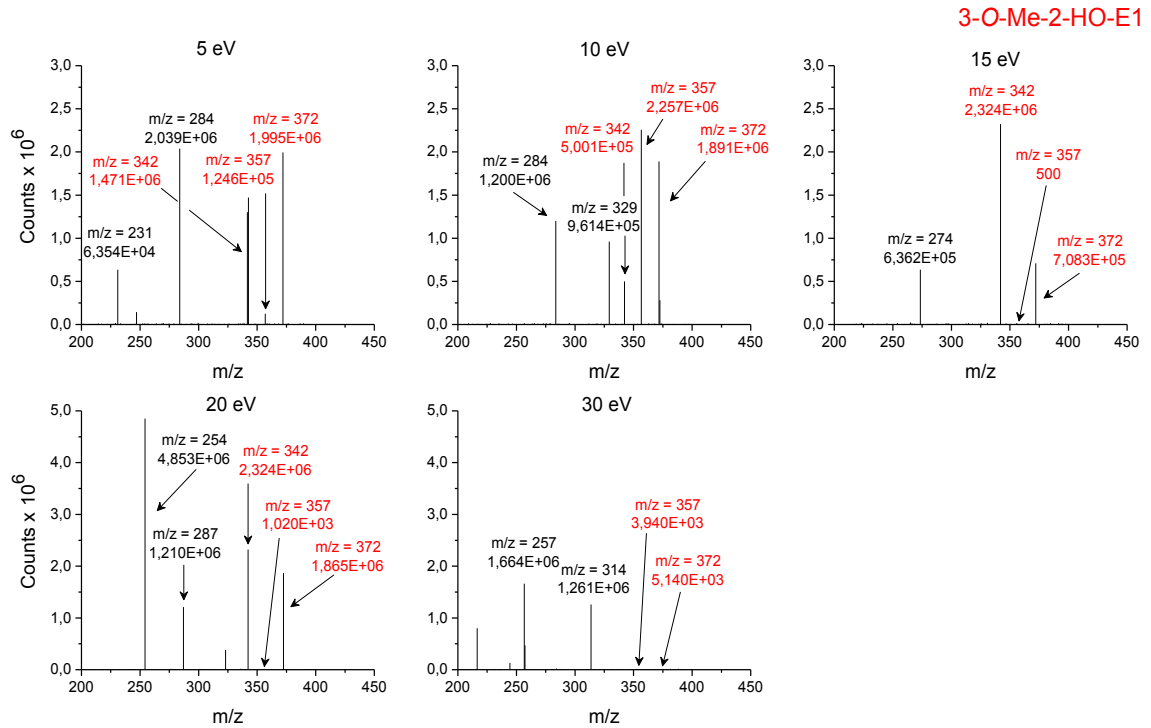 3-O-Me-2-HO-E1
5 eV
Counts x 10^6
3,0
2,5
2,0
1,5
1,0
0,5
0,0
m/z = 284
2,039E+06
m/z = 372
1,995E+06
m/z = 342
1,471E+06
m/z = 357
1,246E+05
m/z = 231
6,354E+04
200 250 300 350 400 450
m/z
10 eV
3,0
2,5
2,0
1,5
1,0
0,5
0,0
m/z = 357
2,257E+06
m/z = 342
5,001E+05
m/z = 372
1,891E+06
m/z = 284
1,200E+06
m/z = 329
9,614E+05
200 250 300 350 400 450
m/z
15 eV
3,0
2,5
2,0
1,5
1,0
0,5
0,0
m/z = 342
2,324E+06
m/z = 357
500
m/z = 274
6,362E+05
m/z = 372
7,083E+05
200 250 300 350 400 450
m/z
20 eV
Counts x 10^6
5,0
4,0
3,0
2,0
1,0
0,0
m/z = 254
4,853E+06
m/z = 342
2,324E+06
m/z = 357
1,020E+03
m/z = 287
1,210E+06
m/z = 372
1,865E+06
200 250 300 350 400 450
m/z
30 eV
5,0
4,0
3,0
2,0
1,0
0,0
m/z = 357
3,940E+03
m/z = 257
1,664E+06
m/z = 314
1,261E+06
m/z = 372
5,140E+03
200 250 300 350 400 450
m/z